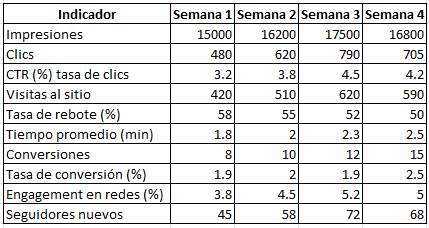 Indicador Semana 1 Semana 2 Semana 3 Semana 4
Impresiones 15000 16200 17500 16800
Clics 480 620 790 705
CTR (%) tasa de clics 3.2 3.8 4.5 4.2
Visitas al sitio 420 510 620 590
Tasa de rebote (%) 58 55 52 50
Tiempo promedio (min) 1.8 2 2.3 2.5
Conversiones 8 10 12 15
Tasa de conversión (%) 1.9 2 1.9 2.5
Engagement en redes (%) 3.8 4.5 5.2 5
Seguidores nuevos 45 58 72 68